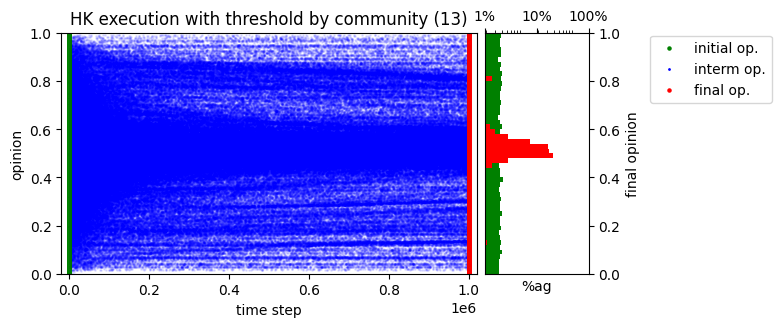 HK execution with threshold by community (13)
1% 10% 100%
initial op.
interm op.
final op.
1.0
0.8
0.6
0.4
0.2
0.0
opinion
1.0
0.8
0.6
0.4
0.2
0.0
final opinion
0.0 0.2 0.4 0.6 0.8 1.0
1e6
time step
%ag